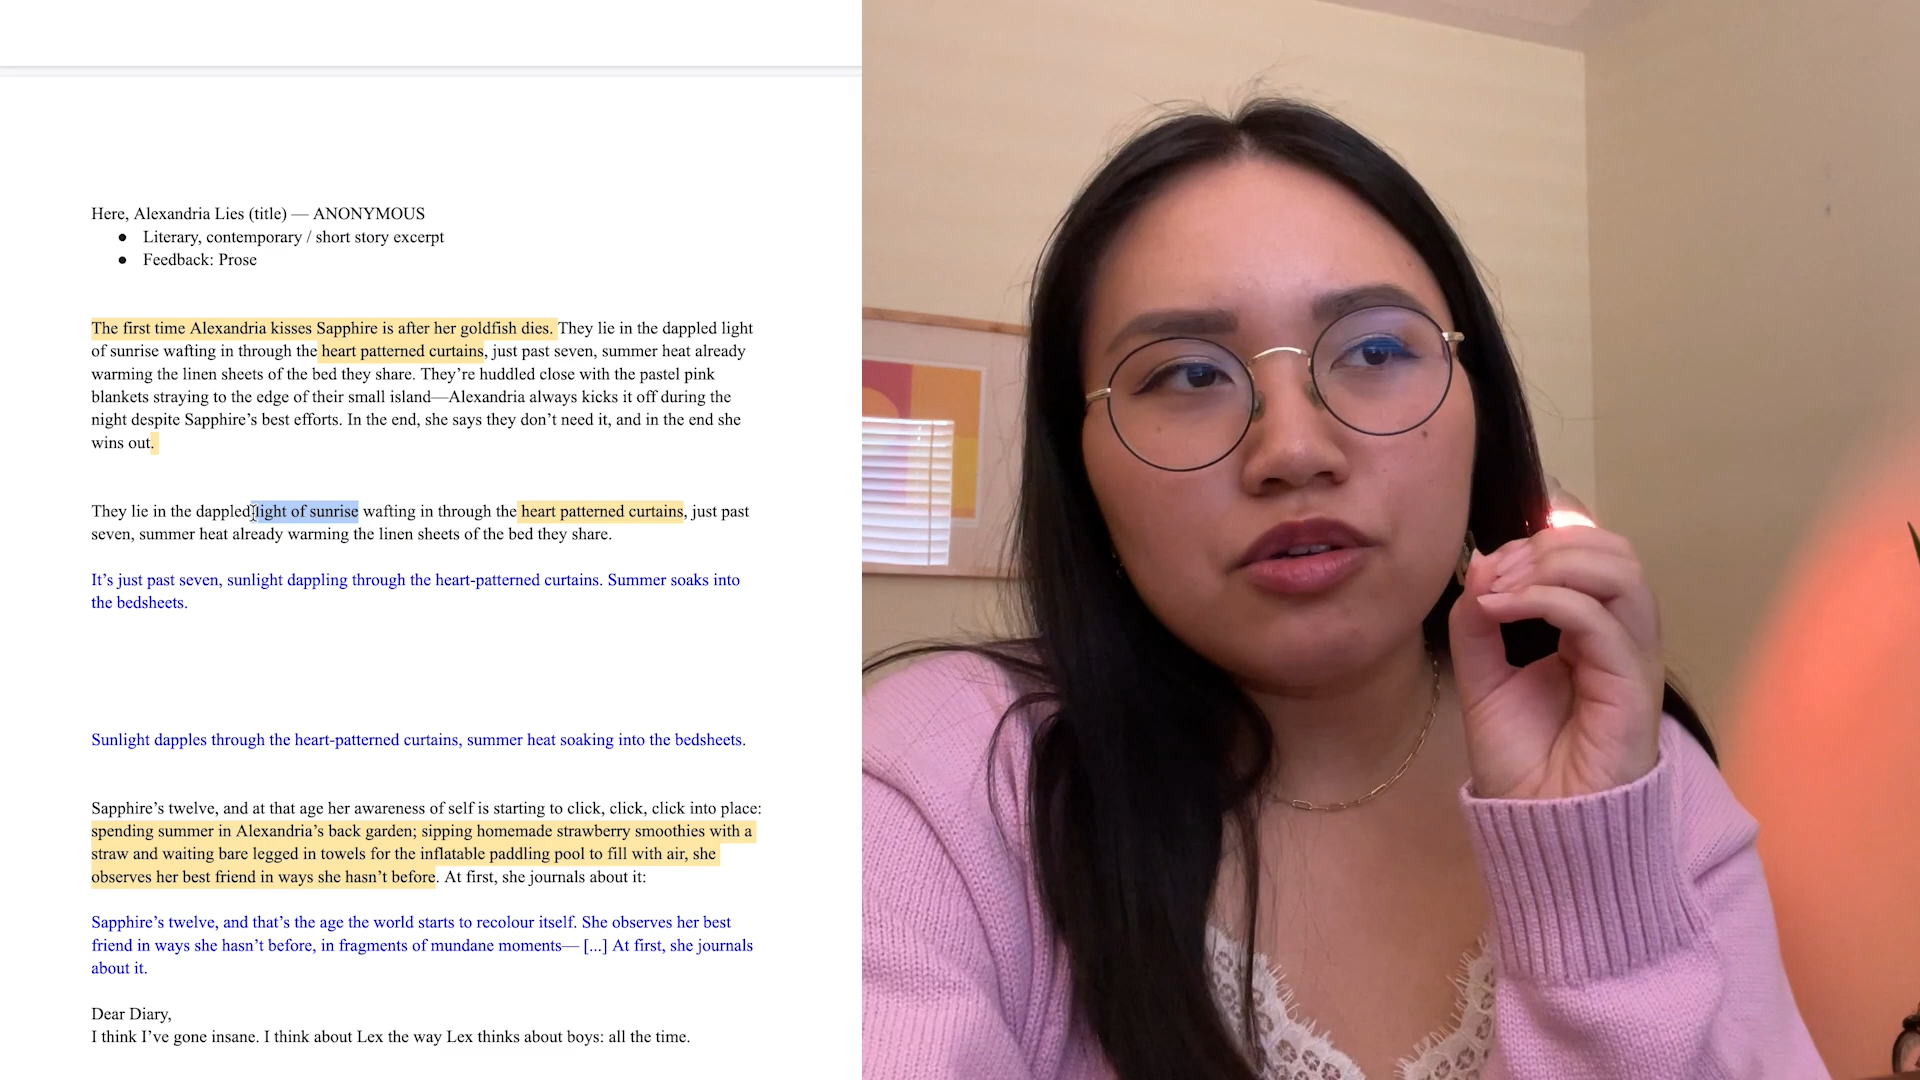 Here, Alexandria Lies (title) — ANONYMOUS
● Literary, contemporary / short story excerpt
● Feedback: Prose
The first time Alexandria kisses Sapphire is after her goldfish dies. They lie in the dappled light
of sunrise wafting in through the heart patterned curtains, just past seven, summer heat already
warming the linen sheets of the bed they share. They’re huddled close with the pastel pink
blankets straying to the edge of their small island—Alexandria always kicks it off during the
night despite Sapphire’s best efforts. In the end, she says they don’t need it, and in the end she
wins out.
They lie in the dappled light of sunrise wafting in through the heart patterned curtains, just past
seven, summer heat already warming the linen sheets of the bed they share.
It’s just past seven, sunlight dappling through the heart-patterned curtains. Summer soaks into
the bedsheets.
Sunlight dapples through the heart-patterned curtains, summer heat soaking into the bedsheets.
Sapphire’s twelve, and at that age her awareness of self is starting to click, click, click into place:
spending summer in Alexandria’s back garden; sipping homemade strawberry smoothies with a
straw and waiting bare legged in towels for the inflatable paddling pool to fill with air, she
observes her best friend in ways she hasn’t before. At first, she journals about it:
Sapphire’s twelve, and that’s the age the world starts to recolour itself. She observes her best
friend in ways she hasn’t before, in fragments of mundane moments— [...] At first, she journals
about it.
Dear Diary,
I think I’ve gone insane. I think about Lex the way Lex thinks about boys: all the time.